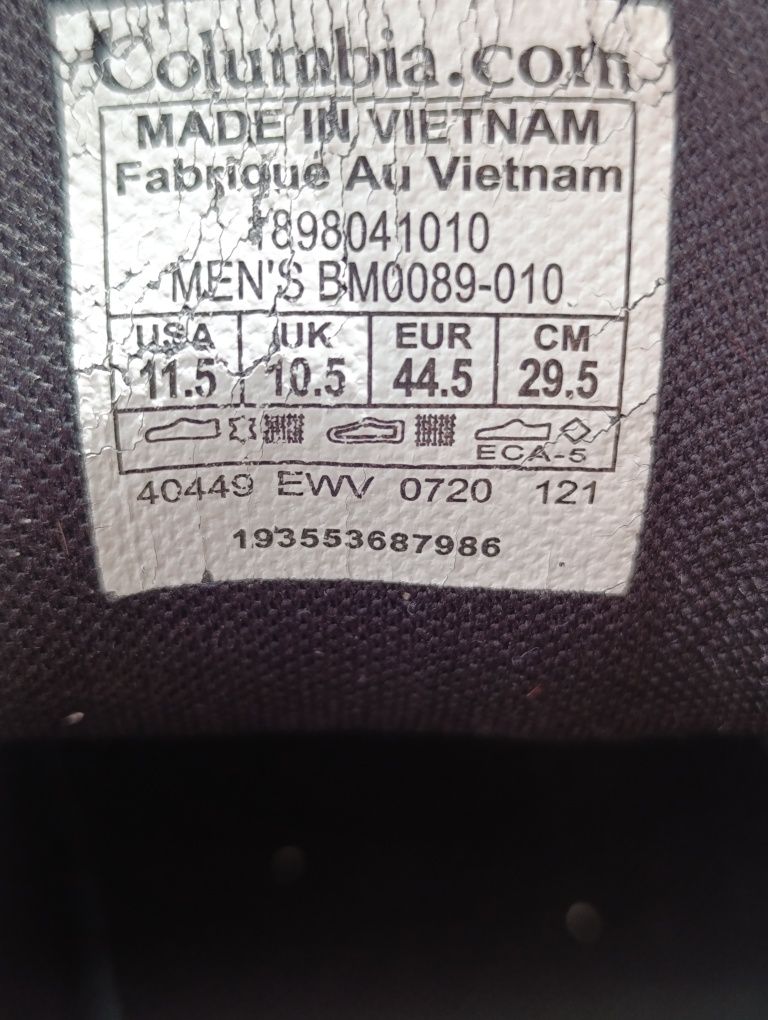 Columbia.com
MADE IN VIETNAM
Fabriqué Au Vietnam
1898041010
MEN'S BM0089-010
USA UK EUR CM
11.5 10.5 44.5 29.5
ECA-5
40449 EWV 0720 121
193553687986